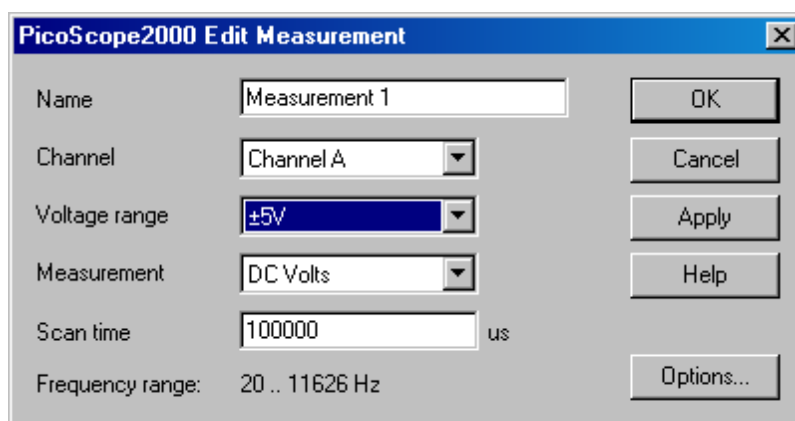 PicoScope2000 Edit Measurement
Name Measurement 1 OK
Channel Channel A Cancel
Voltage range ±5V Apply
Measurement DC Volts Help
Scan time 100000 us
Frequency range: 20 .. 11626 Hz Options...